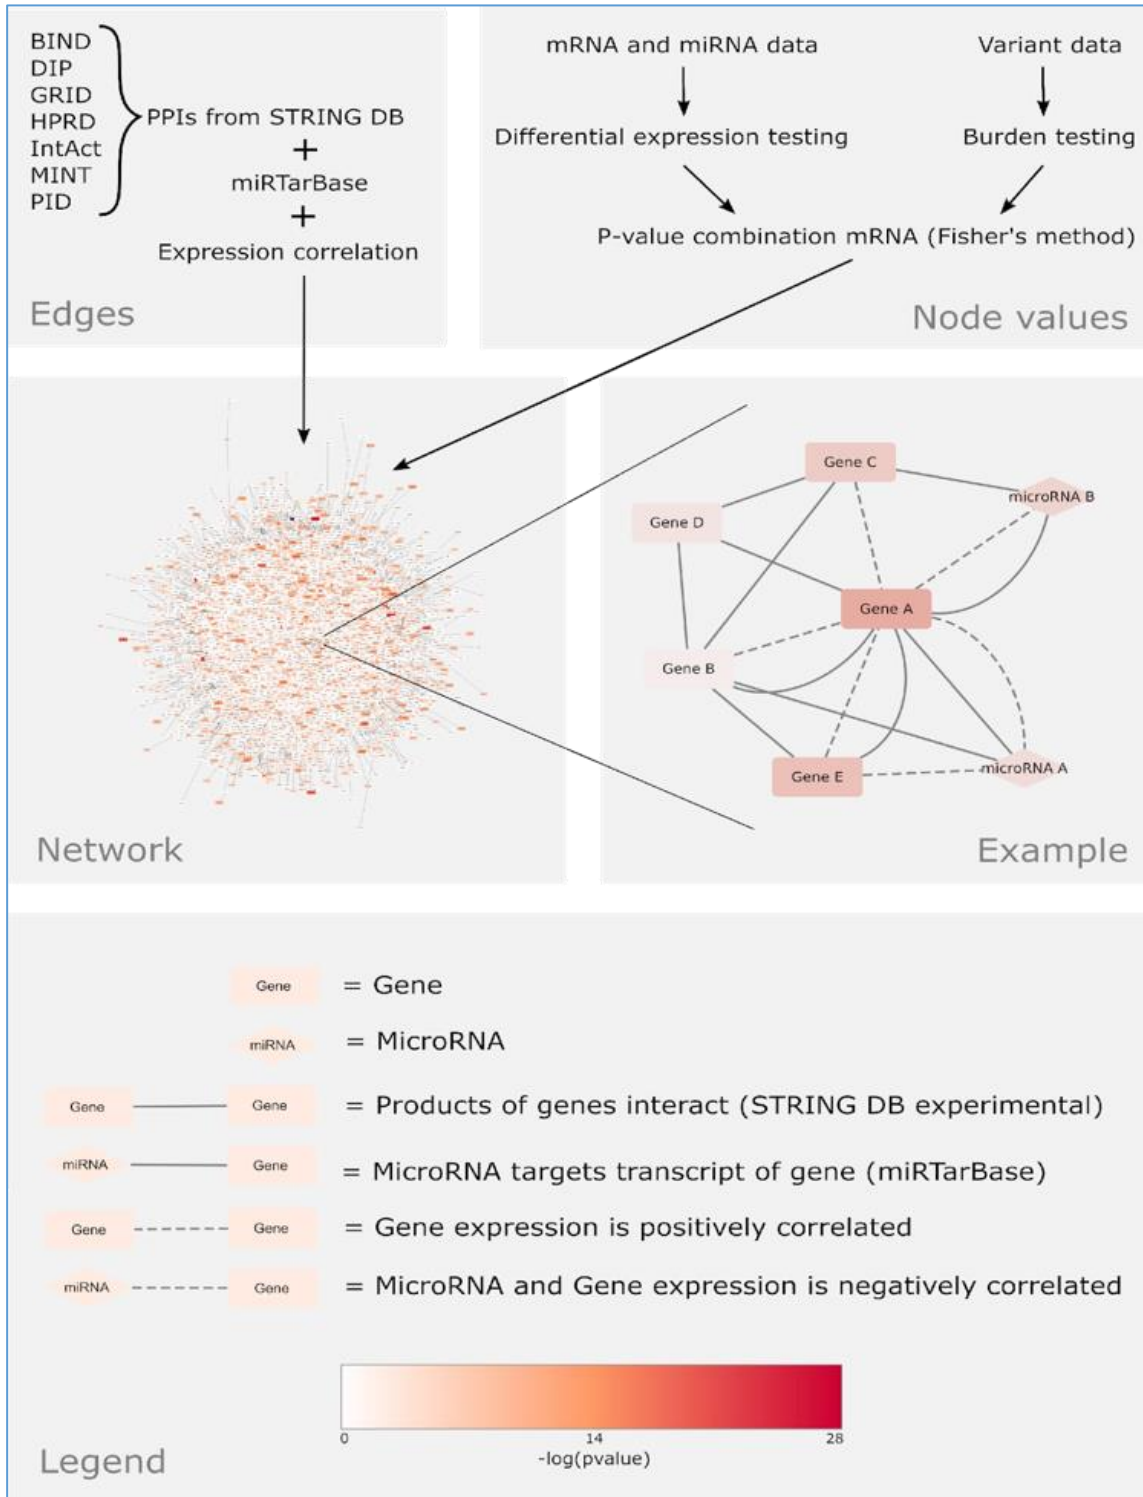 BIND
DIP
GRID
HPRD
IntAct
MINT
PID
PPIs from STRING DB
+
miRTarBase
+
Expression correlation
Edges
mRNA and miRNA data
Variant data
Differential expression testing
Burden testing
P-value combination mRNA (Fisher's method)
Node values
Network
Gene C
microRNA B
Gene D
Gene A
Gene B
Gene E
microRNA A
Example
Gene = Gene
miRNA = MicroRNA
Gene Gene = Products of genes interact (STRING DB experimental)
miRNA Gene = MicroRNA targets transcript of gene (miRTarBase)
Gene Gene = Gene expression is positively correlated
miRNA Gene = MicroRNA and Gene expression is negatively correlated
0 14 28
-log(pvalue)
Legend